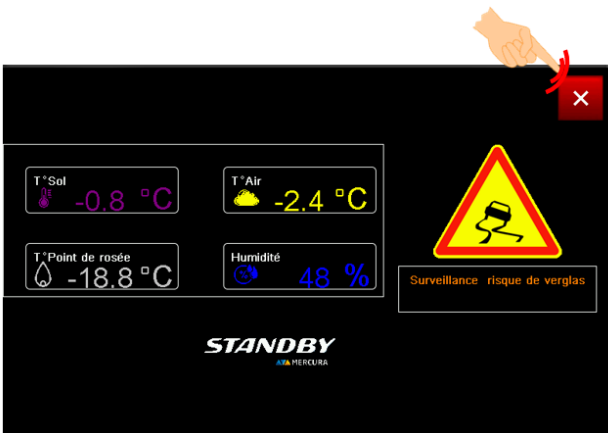 ×
T°Sol
-0.8 °C
T°Air
-2.4 °C
T°Point de rosée
-18.8 °C
Humidité
48 %
Surveillance risque de verglas
STANDBY
MERCURA